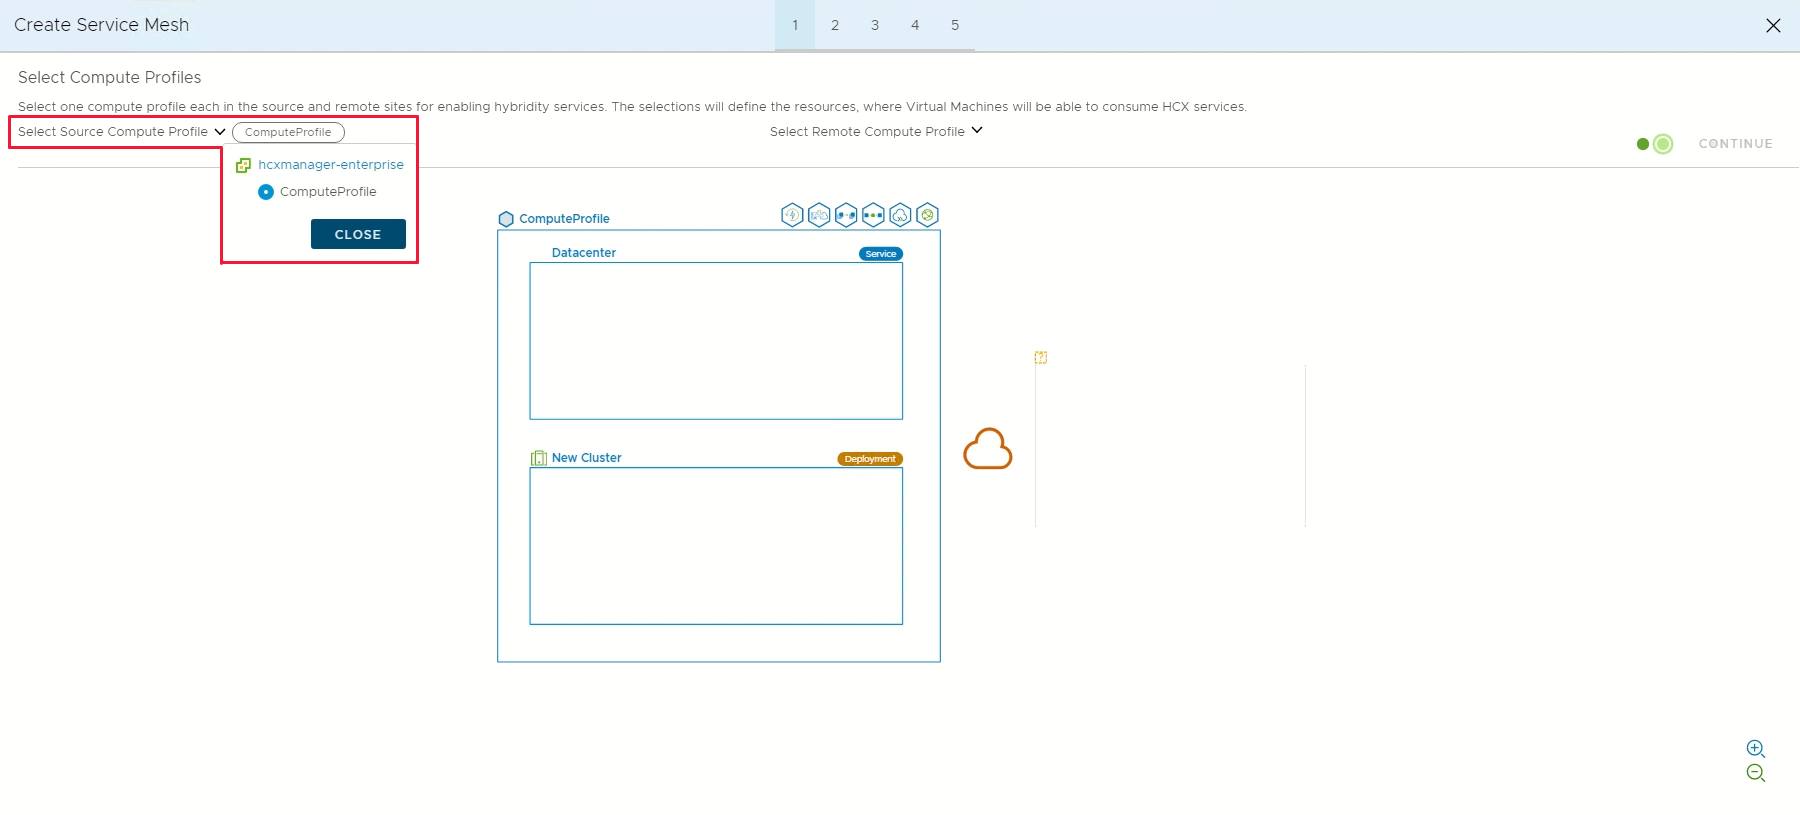 Create Service Mesh
1 2 3 4 5
Select Compute Profiles
Select one compute profile each in the source and remote sites for enabling hybridity services. The selections will define the resources, where Virtual Machines will be able to consume HCX services.
Select Source Compute Profile ComputeProfile
Select Remote Compute Profile
CONTINUE
hcxmanager-enterprise
ComputeProfile
CLOSE
ComputeProfile
Datacenter Service
?
New Cluster Deployment